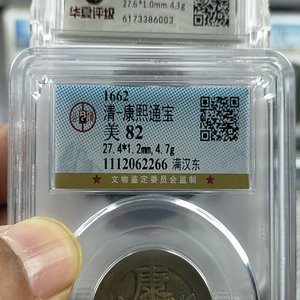 华夏评级
27.6*1.0mm 4.3g
6173386003
1662
清-康熙通宝
美 82
27.4*1.2mm, 4.7g
1112062266 满汉东
文物鉴定委员会监制
康